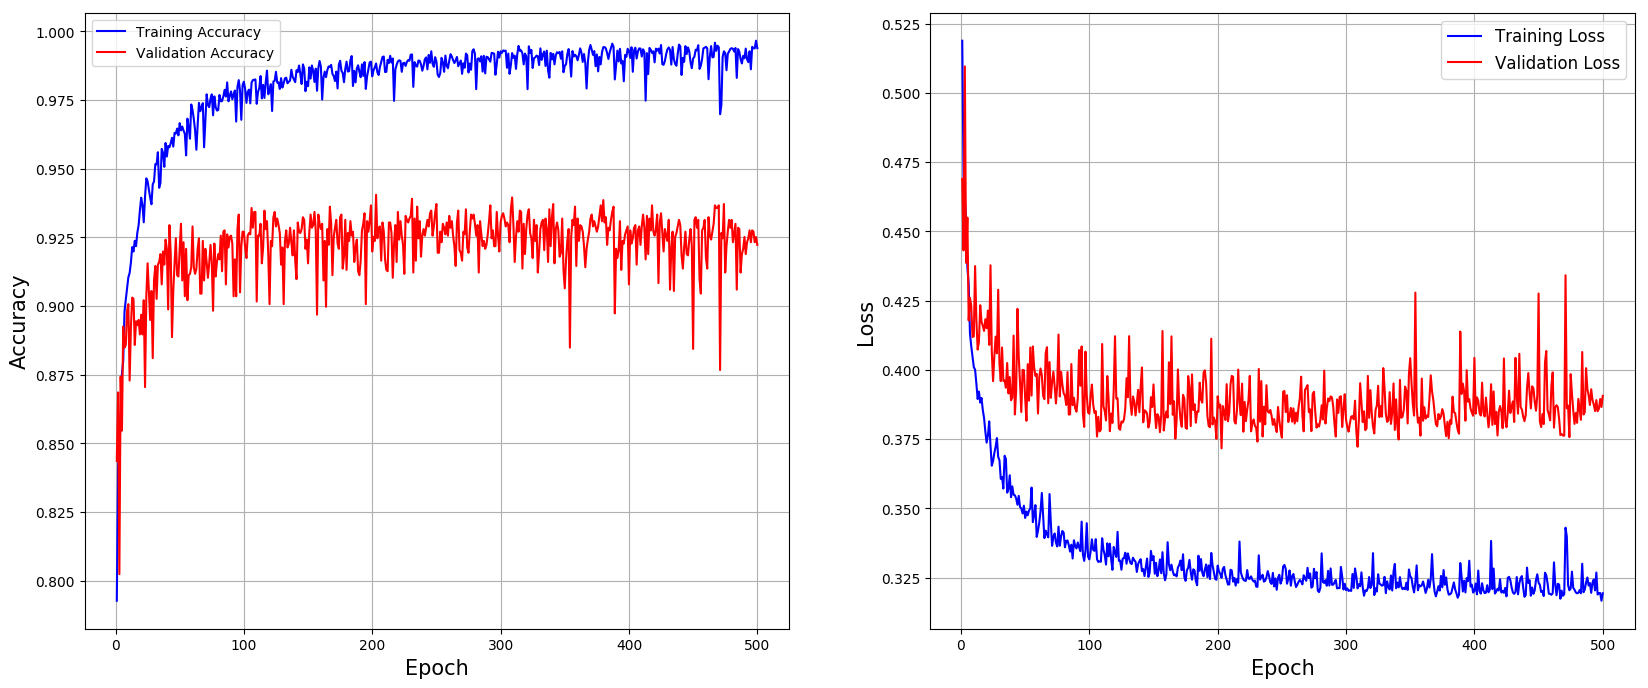 Training Accuracy
Validation Accuracy
1.000
0.975
0.950
0.925
0.900
0.875
0.850
0.825
0.800
Accuracy
0 100 200 300 400 500
Epoch
Training Loss
Validation Loss
0.525
0.500
0.475
0.450
0.425
0.400
0.375
0.350
0.325
Loss
0 100 200 300 400 500
Epoch